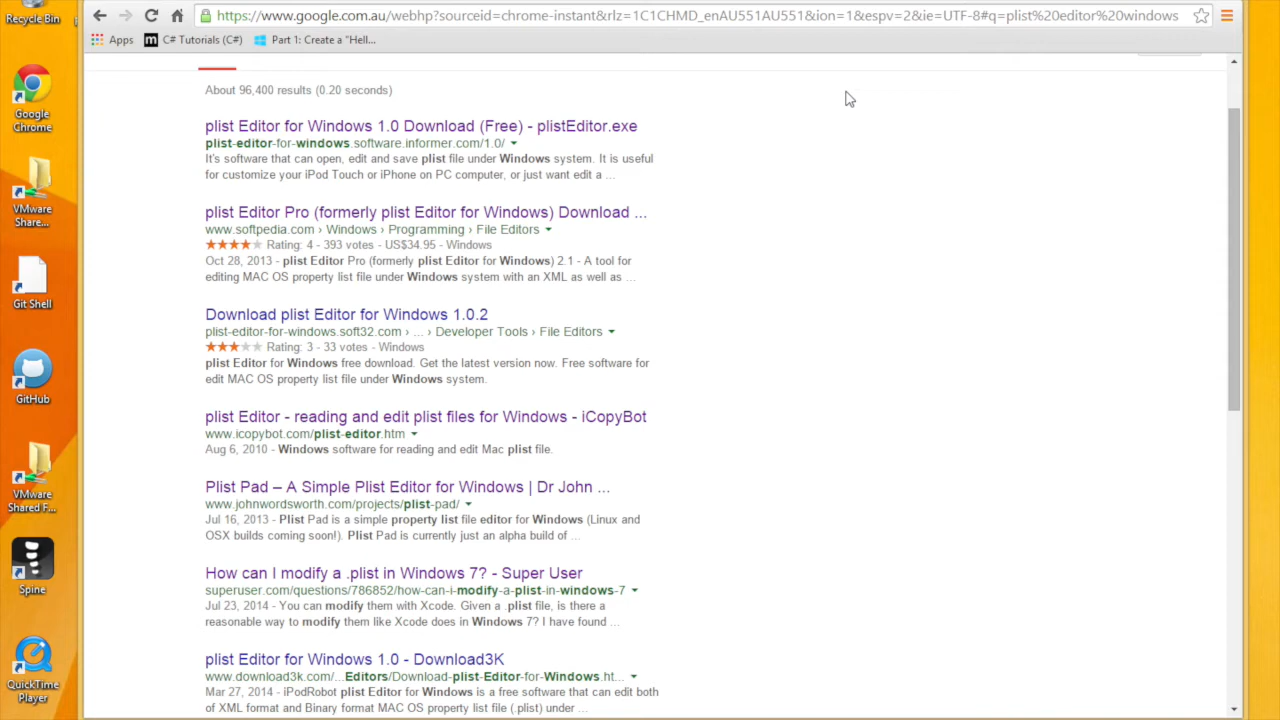 Recycle Bin
https://www.google.com.au/webhp?sourceid=chrome-instant&rlz=1C1CHMD_enAU551AU551&ion=1&espv=2&ie=UTF-8#q=plist%20editor%20windows
Apps
C# Tutorials (C#)
Part 1: Create a "Hell...
Google Chrome
VMware Share...
Git Shell
GitHub
VMware Shared F...
Spine
QuickTime Player
About 96,400 results (0.20 seconds)
plist Editor for Windows 1.0 Download (Free) - plistEditor.exe
plist-editor-for-windows.software.informer.com/1.0/
It's software that can open, edit and save plist file under Windows system. It is useful
for customize your iPod Touch or iPhone on PC computer, or just want edit a ...
plist Editor Pro (formerly plist Editor for Windows) Download ...
www.softpedia.com › Windows › Programming › File Editors
Rating: 4 - 393 votes - US$34.95 - Windows
Oct 28, 2013 - plist Editor Pro (formerly plist Editor for Windows) 2.1 - A tool for
editing MAC OS property list file under Windows system with an XML as well as ...
Download plist Editor for Windows 1.0.2
plist-editor-for-windows.soft32.com › ... › Developer Tools › File Editors
Rating: 3 - 33 votes - Windows
plist Editor for Windows free download. Get the latest version now. Free software for
edit MAC OS property list file under Windows system.
plist Editor - reading and edit plist files for Windows - iCopyBot
www.icopybot.com/plist-editor.htm
Aug 6, 2010 - Windows software for reading and edit Mac plist file.
Plist Pad – A Simple Plist Editor for Windows | Dr John ...
www.johnwordsworth.com/projects/plist-pad/
Jul 16, 2013 - Plist Pad is a simple property list file editor for Windows (Linux and
OSX builds coming soon!). Plist Pad is currently just an alpha build of ...
How can I modify a .plist in Windows 7? - Super User
superuser.com/questions/786852/how-can-i-modify-a-plist-in-windows-7
Jul 23, 2014 - You can modify them with Xcode. Given a .plist file, is there a
reasonable way to modify them like Xcode does in Windows 7? I have found ...
plist Editor for Windows 1.0 - Download3K
www.download3k.com/...Editors/Download-plist-Editor-for-Windows.ht...
Mar 27, 2014 - iPodRobot plist Editor for Windows is a free software that can edit both
of XML format and Binary format MAC OS property list file (.plist) under ...